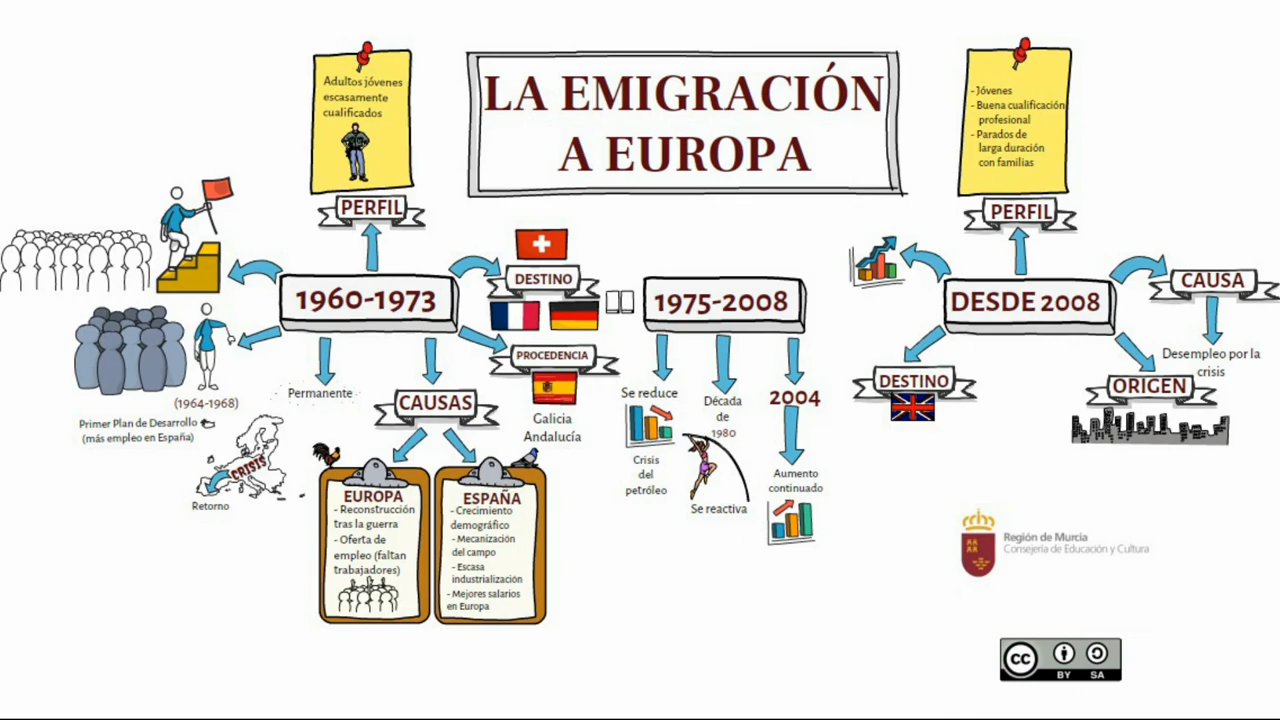 LA EMIGRACIÓN
A EUROPA
Adultos jóvenes
escasamente
cualificados
PERFIL
1960-1973
DESTINO
PROCEDENCIA
Galicia
Andalucía
Permanente
(1964-1968)
Primer Plan de Desarrollo
(más empleo en España)
CRISIS
Retorno
CAUSAS
EUROPA
- Reconstrucción
tras la guerra
- Oferta de
empleo (faltan
trabajadores)
ESPAÑA
- Crecimiento
demográfico
- Mecanización
del campo
- Escasa
industrialización
- Mejores salarios
en Europa
1975-2008
Se reduce
Crisis
del
petróleo
Década
de
1980
Se reactiva
2004
Aumento
continuado
- Jóvenes
- Buena cualificación
profesional
- Parados de
larga duración
con familias
PERFIL
DESDE 2008
CAUSA
Desempleo por la
crisis
DESTINO
ORIGEN
Región de Murcia
Consejería de Educación y Cultura
cc
BY SA